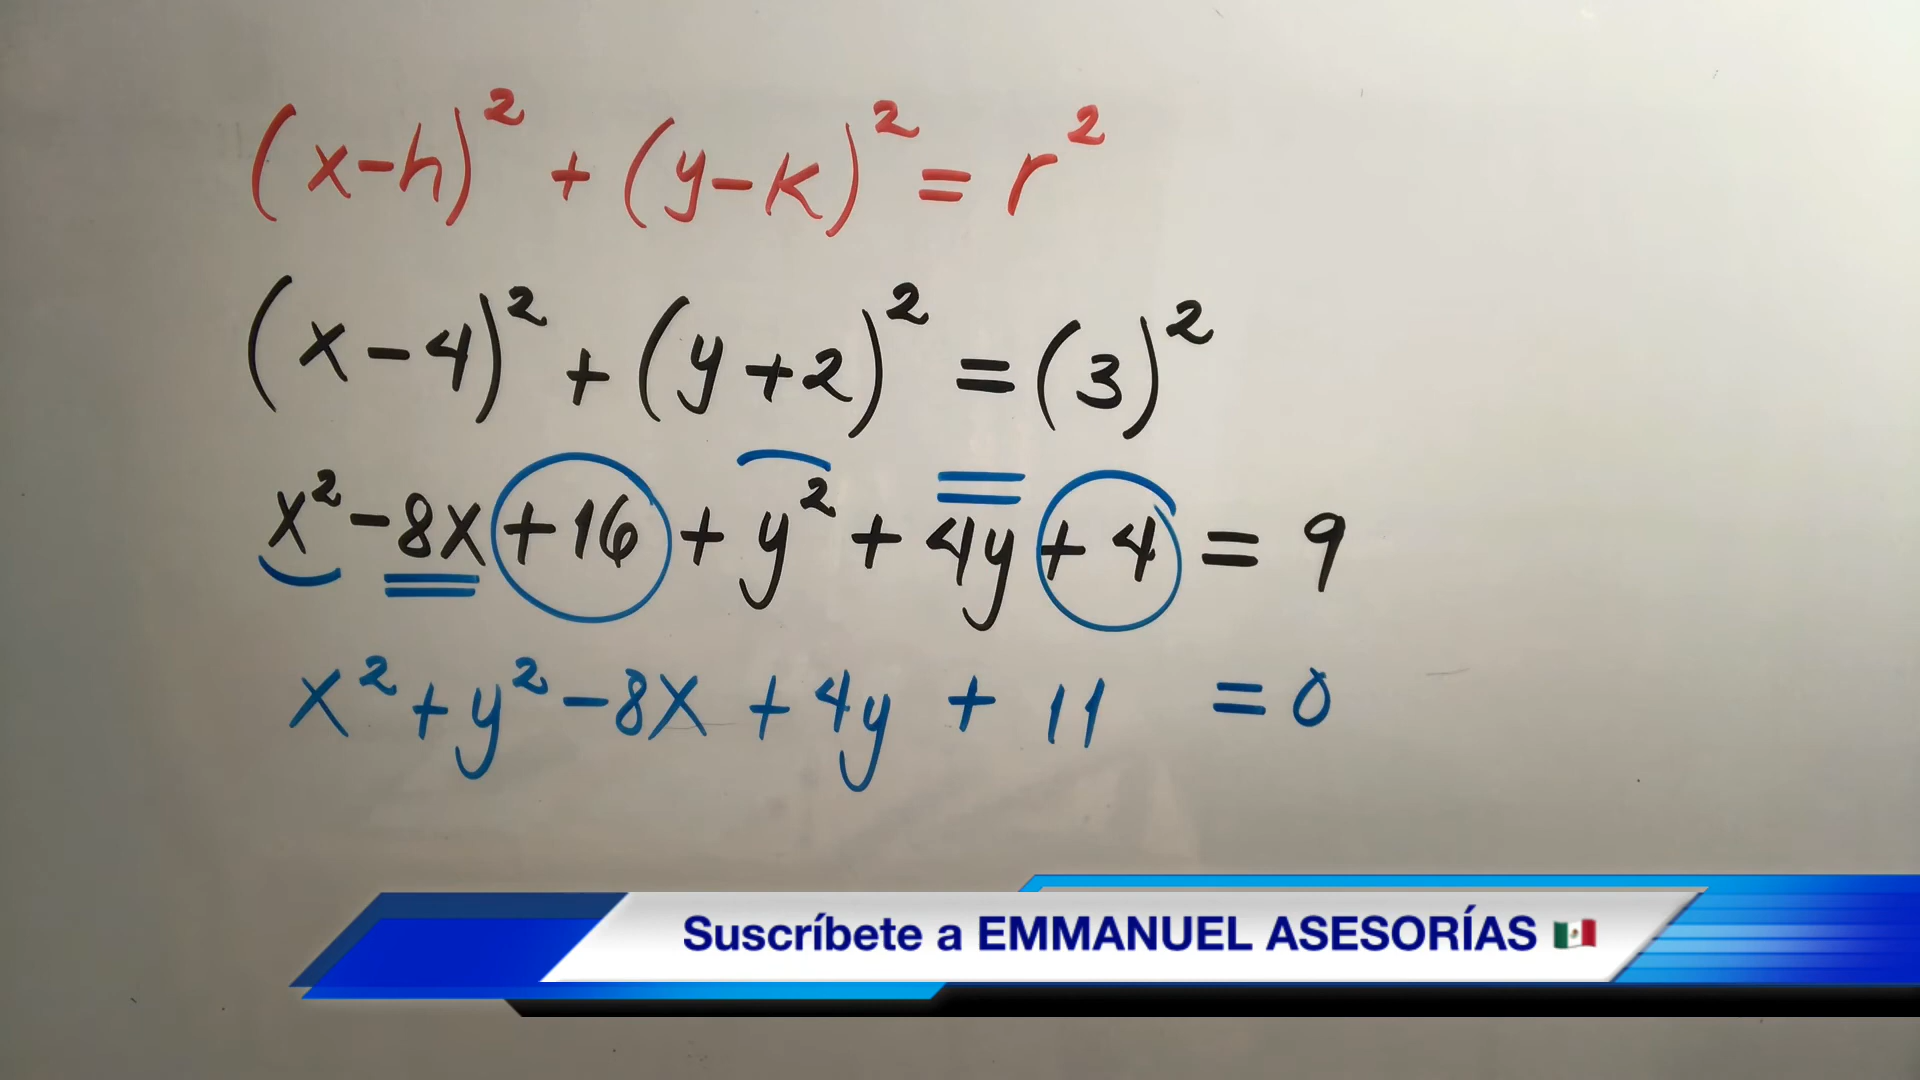 (x-h)² + (y-k)² = r²
(x-4)² + (y+2)² = (3)²
x² -8x +16 + y² + 4y + 4 = 9
x² + y² -8x + 4y + 11 = 0
Suscríbete a EMMANUEL ASESORÍAS 🇲🇽